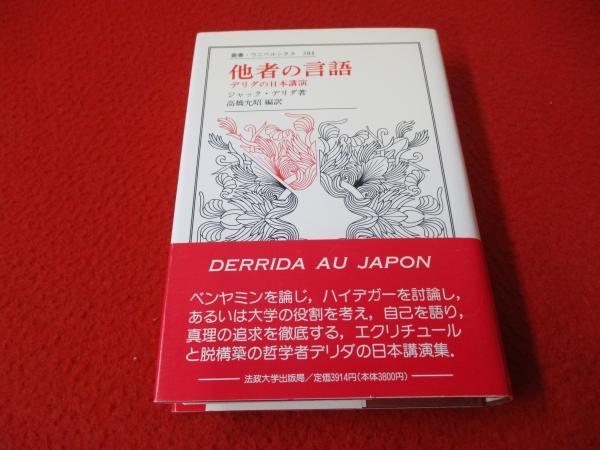 叢書・ウニベルシタス 283
他者の言語
デリダの日本講演
ジャック・デリダ著
高橋允昭 編訳
DERRIDA AU JAPON
ベンヤミンを論じ，ハイデガーを討論し，
あるいは大学の役割を考え，自己を語り，
真理の追求を徹底する，エクリチュール
と脱構築の哲学者デリダの日本講演集．
法政大学出版局／定価3914円（本体3800円）